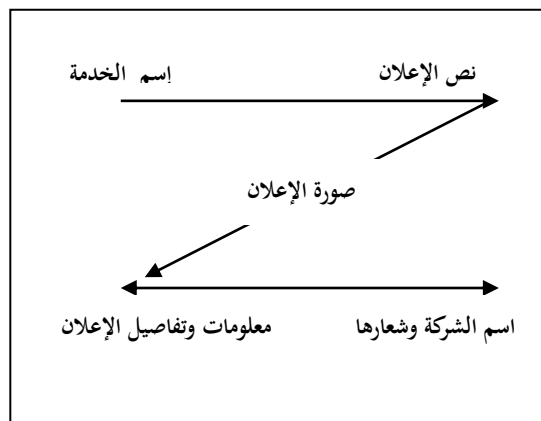 نص الإعلان
إسم الخدمة
صورة الإعلان
اسم الشركة وشعارها
معلومات وتفاصيل الإعلان